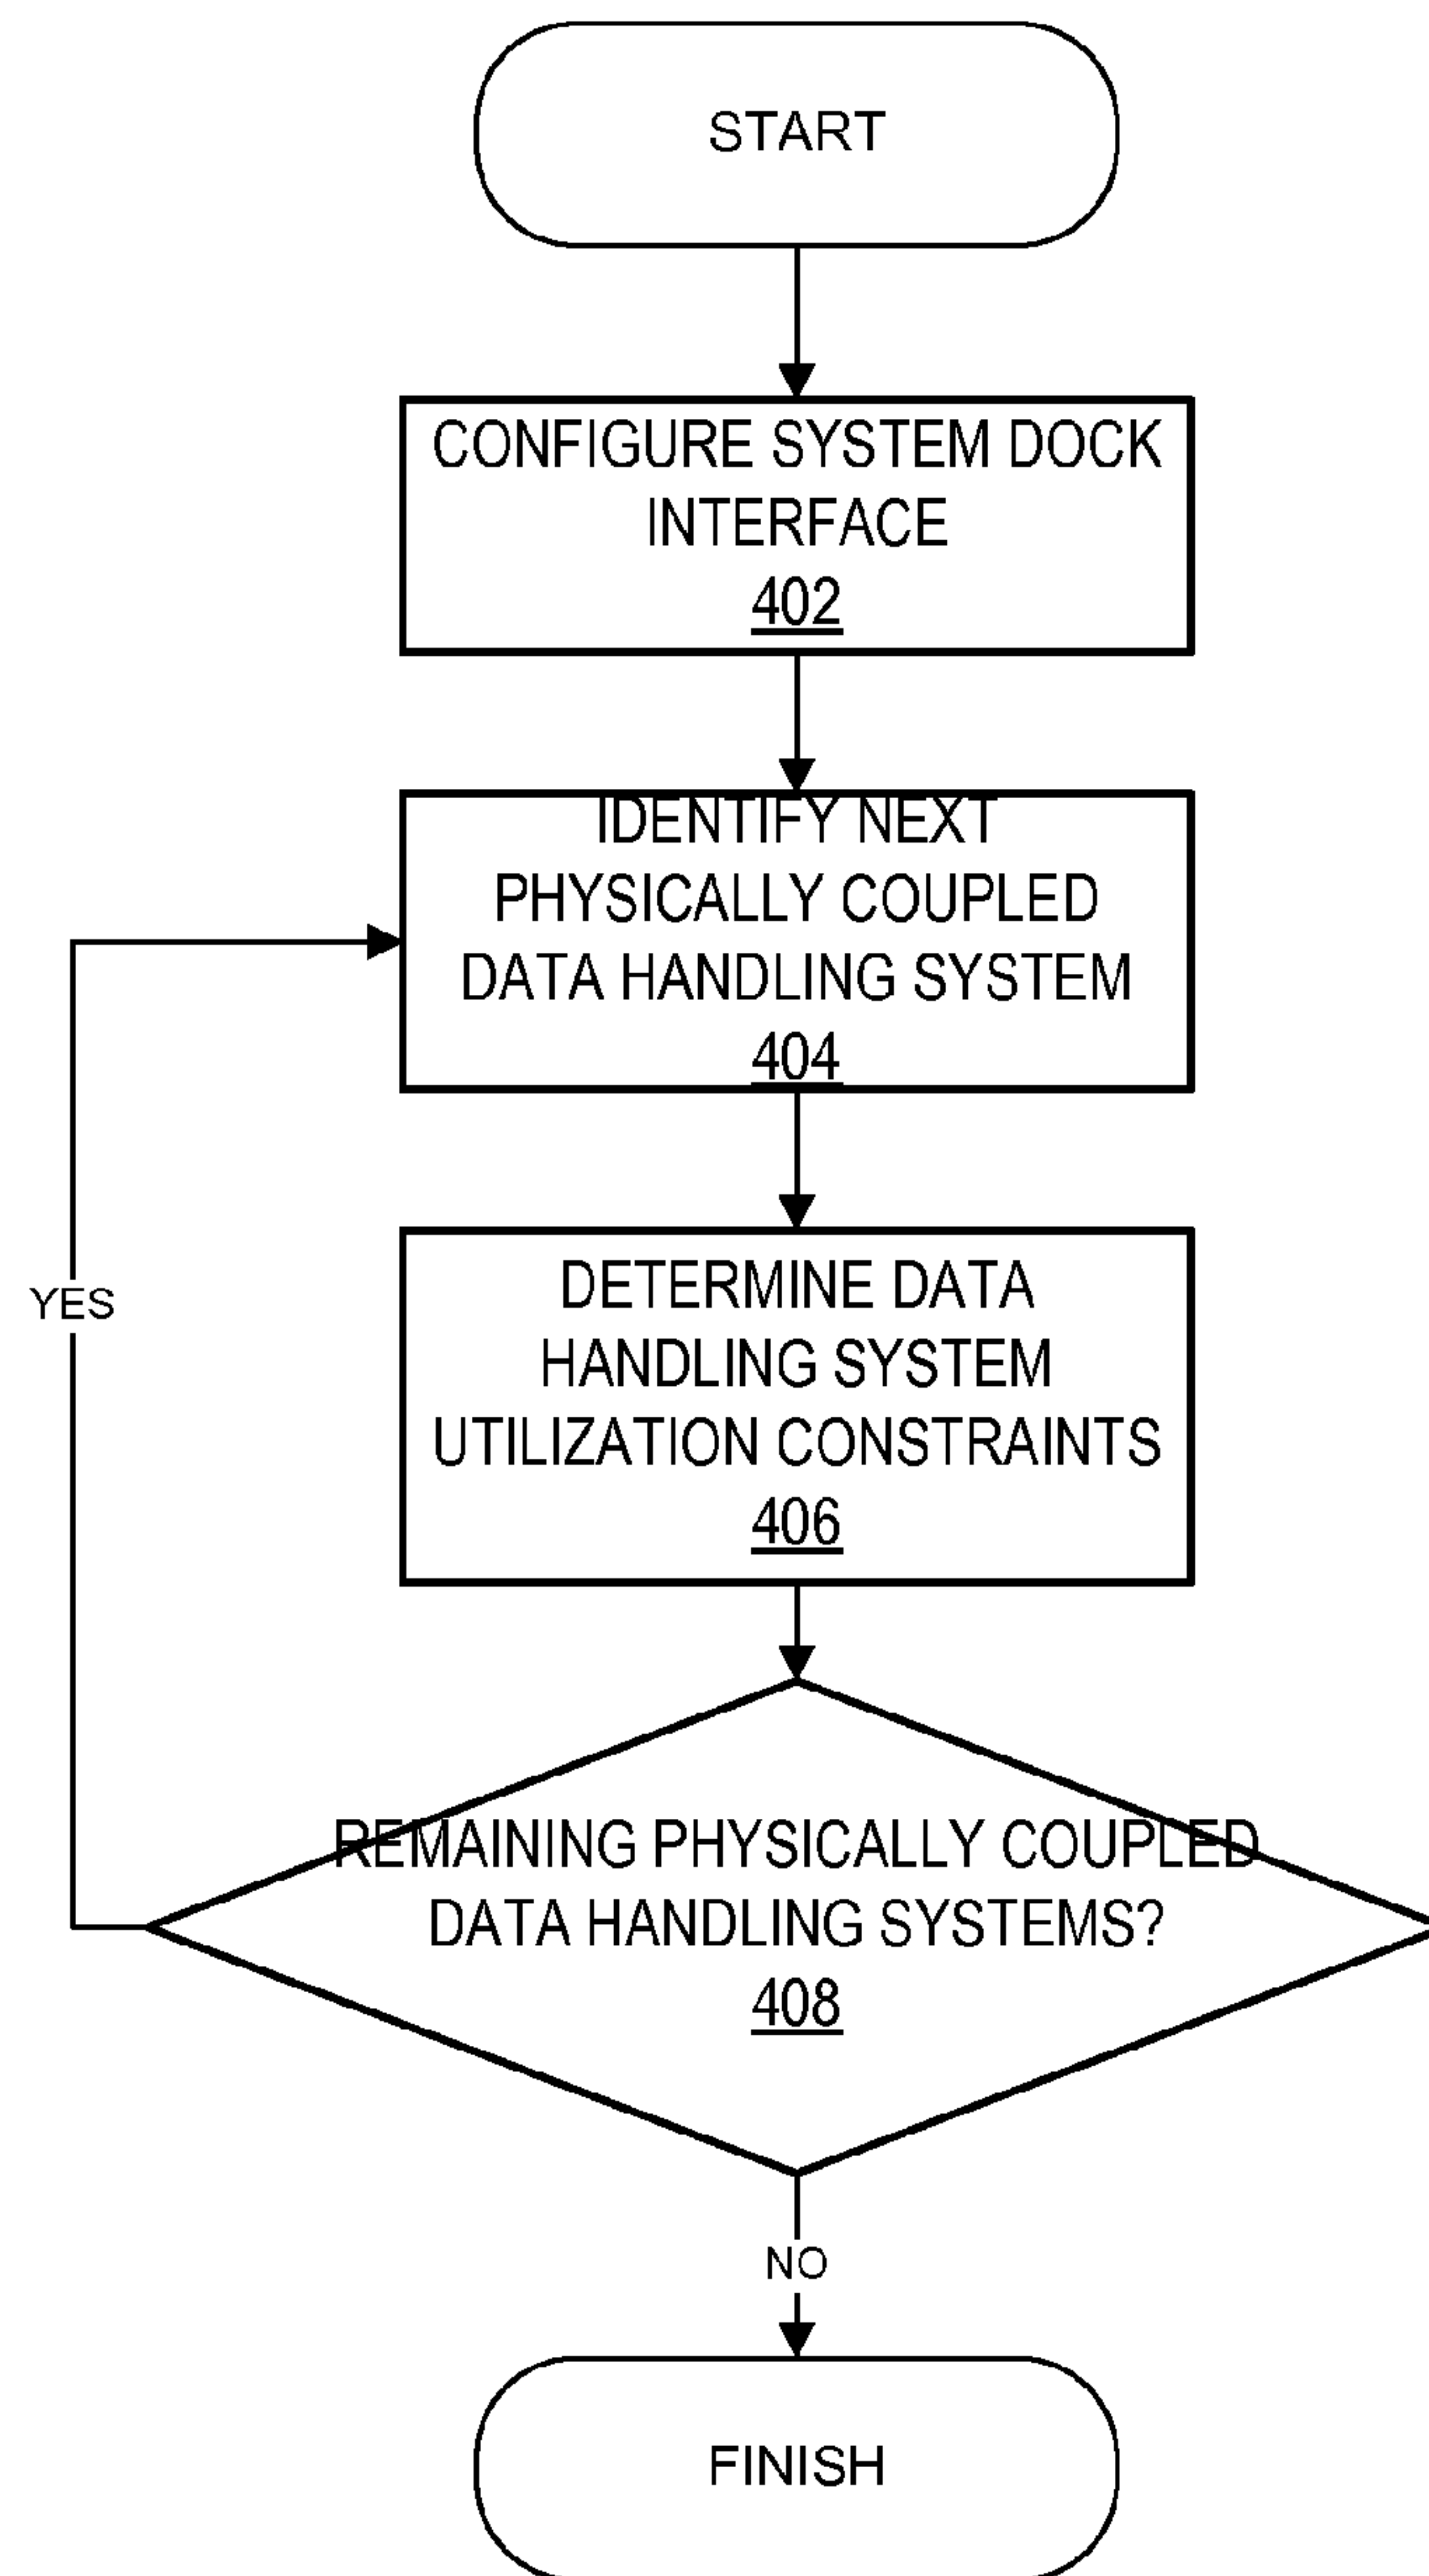 START
CONFIGURE SYSTEM DOCK
INTERFACE
402
IDENTIFY NEXT
PHYSICALLY COUPLED
DATA HANDLING SYSTEM
404
DETERMINE DATA
HANDLING SYSTEM
UTILIZATION CONSTRAINTS
406
YES
REMAINING PHYSICALLY COUPLED
DATA HANDLING SYSTEMS?
408
NO
FINISH